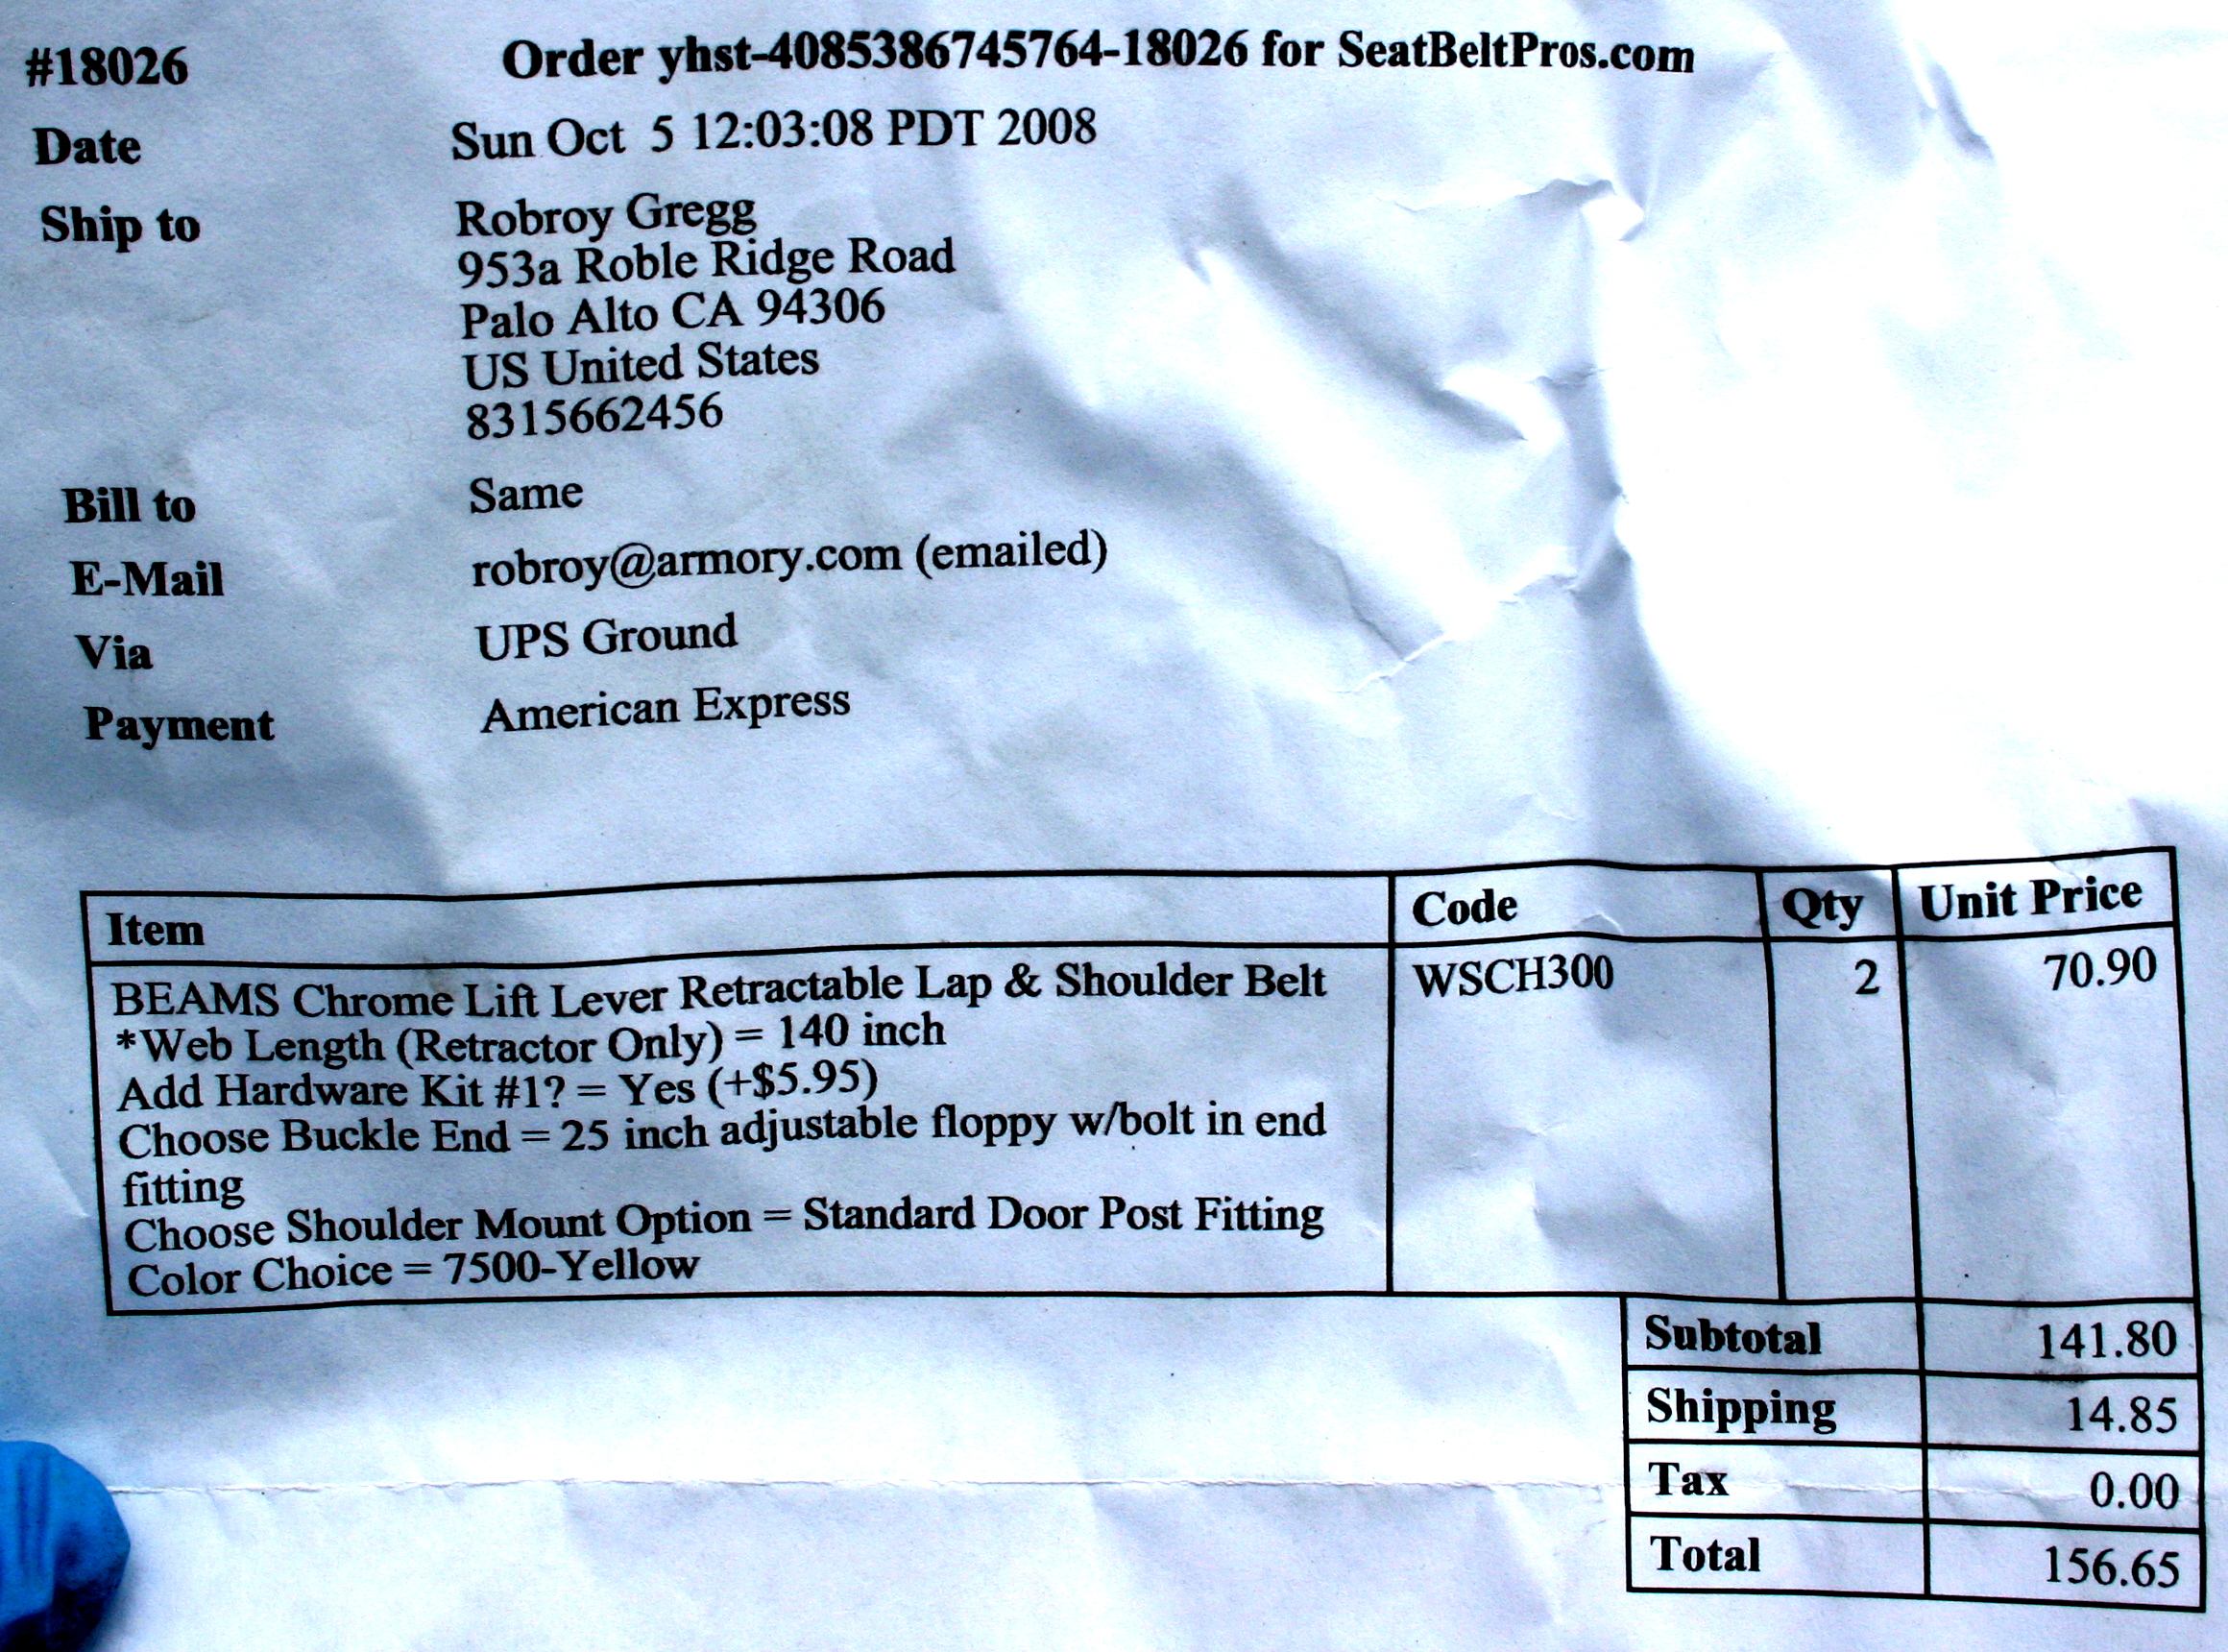 #18026 Order yhst-4085386745764-18026 for SeatBeltPros.com
Date Sun Oct 5 12:03:08 PDT 2008
Ship to Robroy Gregg
953a Roble Ridge Road
Palo Alto CA 94306
US United States
8315662456
Bill to Same
E-Mail robroy@armory.com (emailed)
Via UPS Ground
Payment American Express
Item Code Qty Unit Price
BEAMS Chrome Lift Lever Retractable Lap & Shoulder Belt WSCH300 2 70.90
*Web Length (Retractor Only) = 140 inch
Add Hardware Kit #1? = Yes (+$5.95)
Choose Buckle End = 25 inch adjustable floppy w/bolt in end
fitting
Choose Shoulder Mount Option = Standard Door Post Fitting
Color Choice = 7500-Yellow
Subtotal 141.80
Shipping 14.85
Tax 0.00
Total 156.65